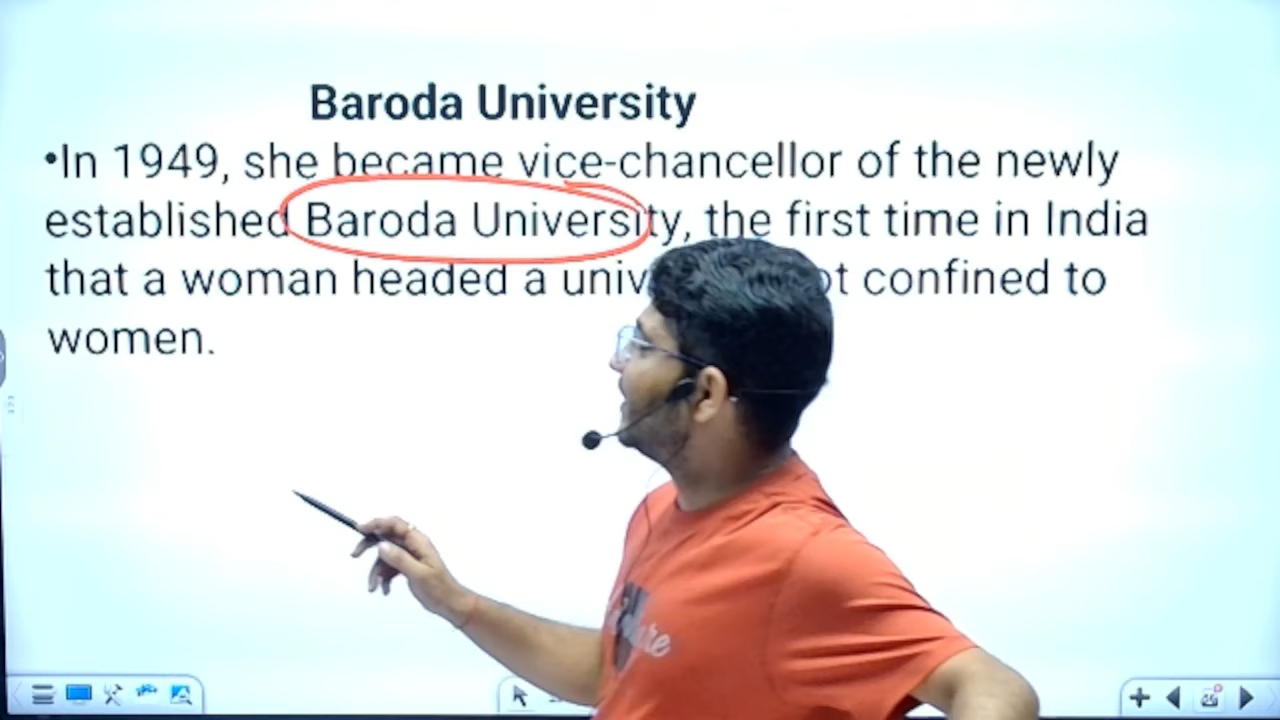 Baroda University
•In 1949, she became vice-chancellor of the newly
established Baroda University, the first time in India
that a woman headed a confined to
women.